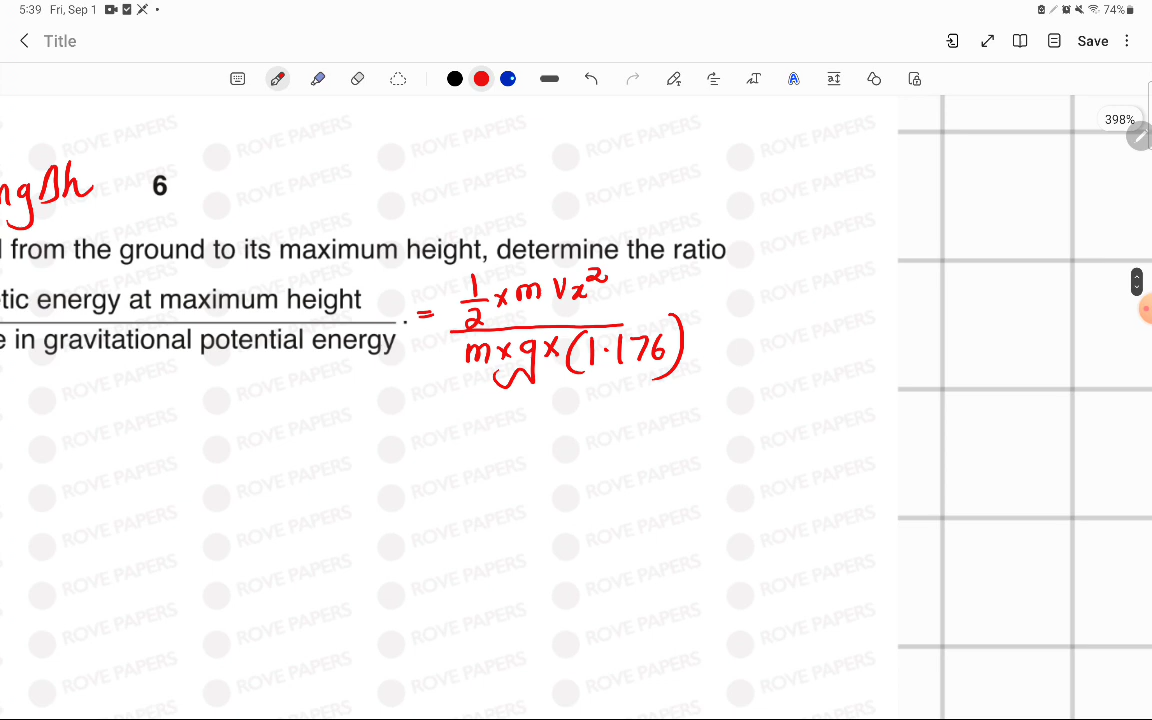 5:39 Fri, Sep 1
74%
Title
Save
398%
ngΔh
6
from the ground to its maximum height, determine the ratio
tic energy at maximum height
e in gravitational potential energy
. = 1/2 x m Vx²
m x g x (1.176)
ROVE PAPERS